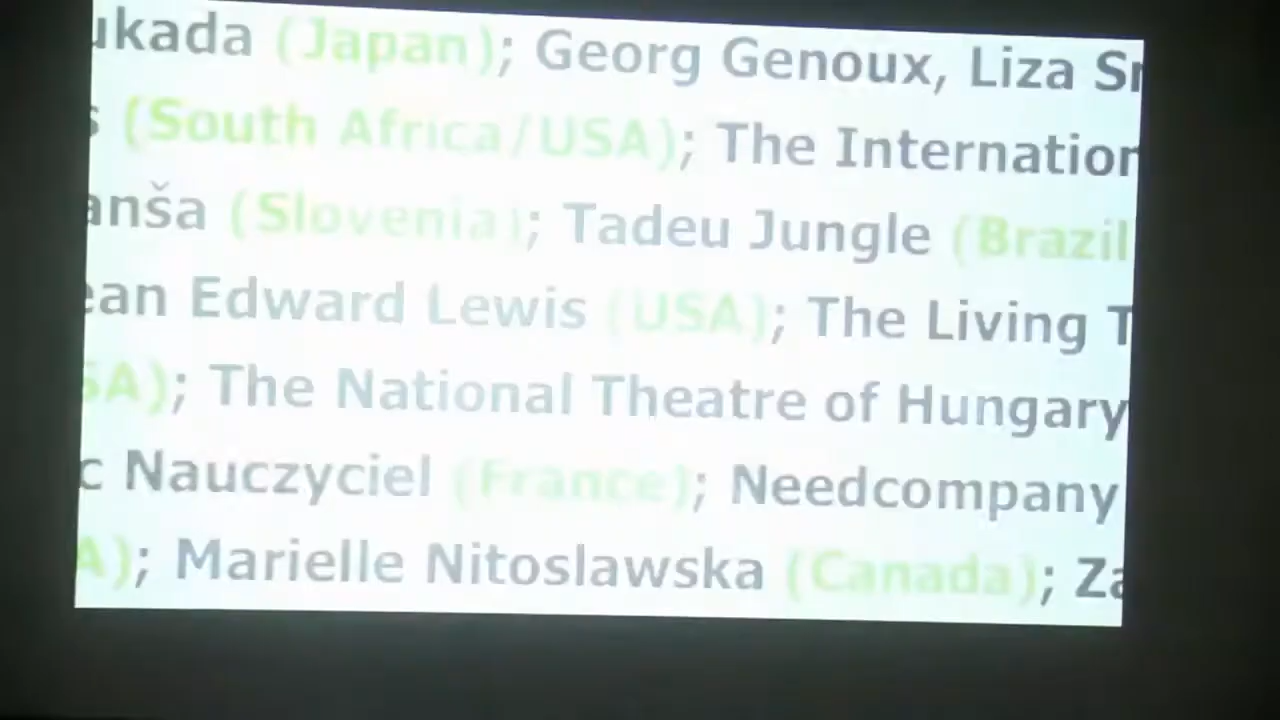 ukada (Japan); Georg Genoux, Liza
s (South Africa/USA); The Internation
anša (Slovenia); Tadeu Jungle (Brazil
ean Edward Lewis (USA); The Living T
SA); The National Theatre of Hungary
c Nauczyciel (France); Needcompany
A); Marielle Nitoslawska (Canada); Za